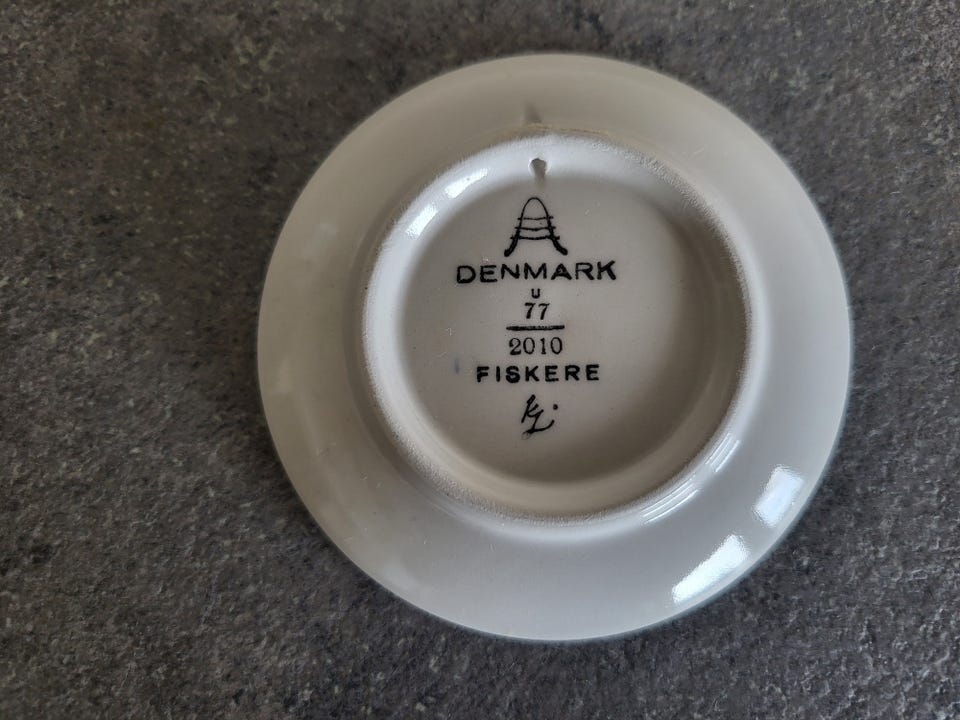 DENMARK
u
77
2010
FISKERE